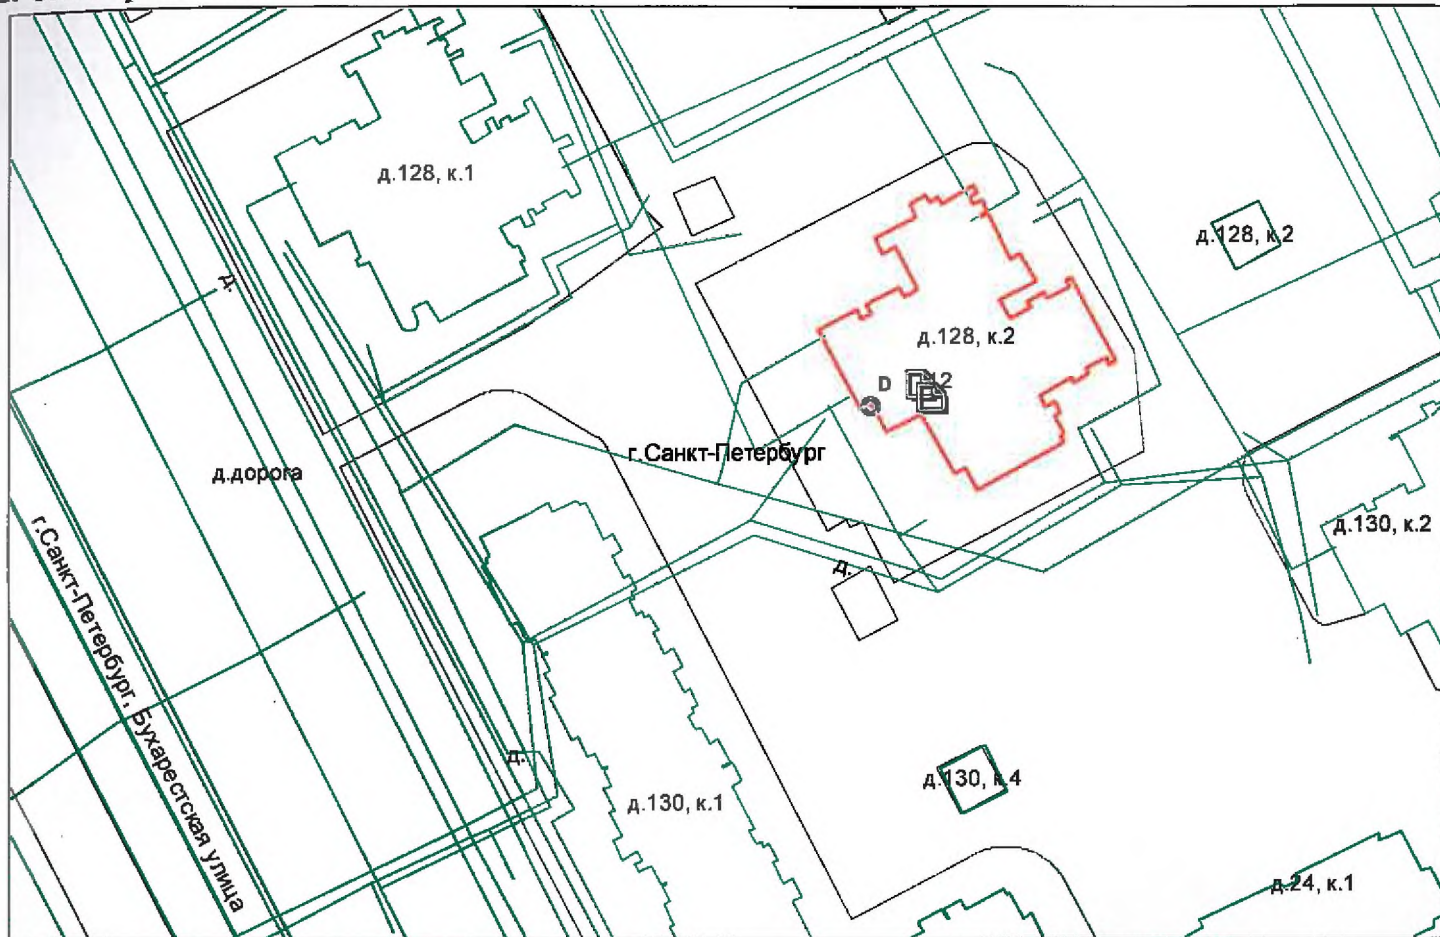 д.128, к.1
д.128, к.2
д.
д.128, к.2
D
12
г.Санкт-Петербург
д.дорога
д.130, к.2
г.Санкт-Петербург, Бухарестская улица
д.
д.
д.130, к.4
д.130, к.1
д.24, к.1